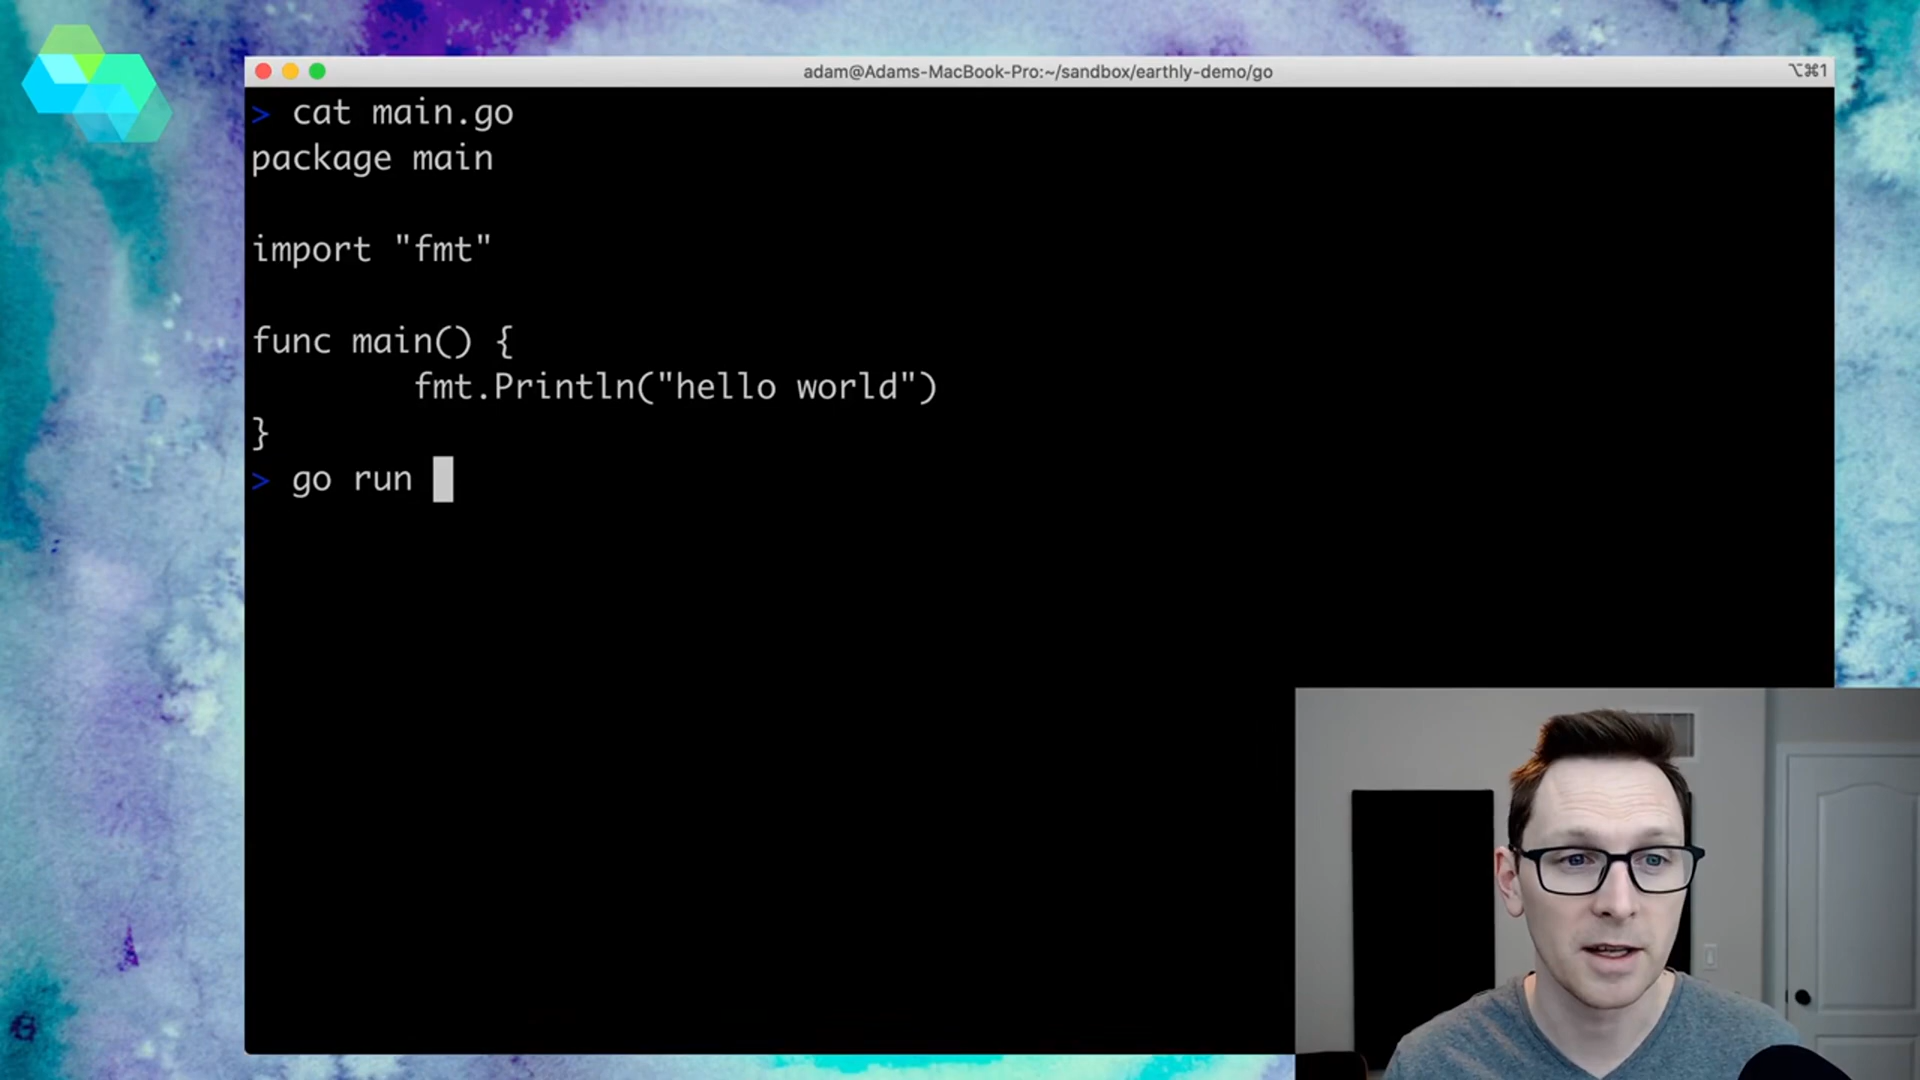 adam@Adams-MacBook-Pro:~/sandbox/earthly-demo/go
⌥⌘1
> cat main.go
package main
import "fmt"
func main() {
fmt.Println("hello world")
}
> go run